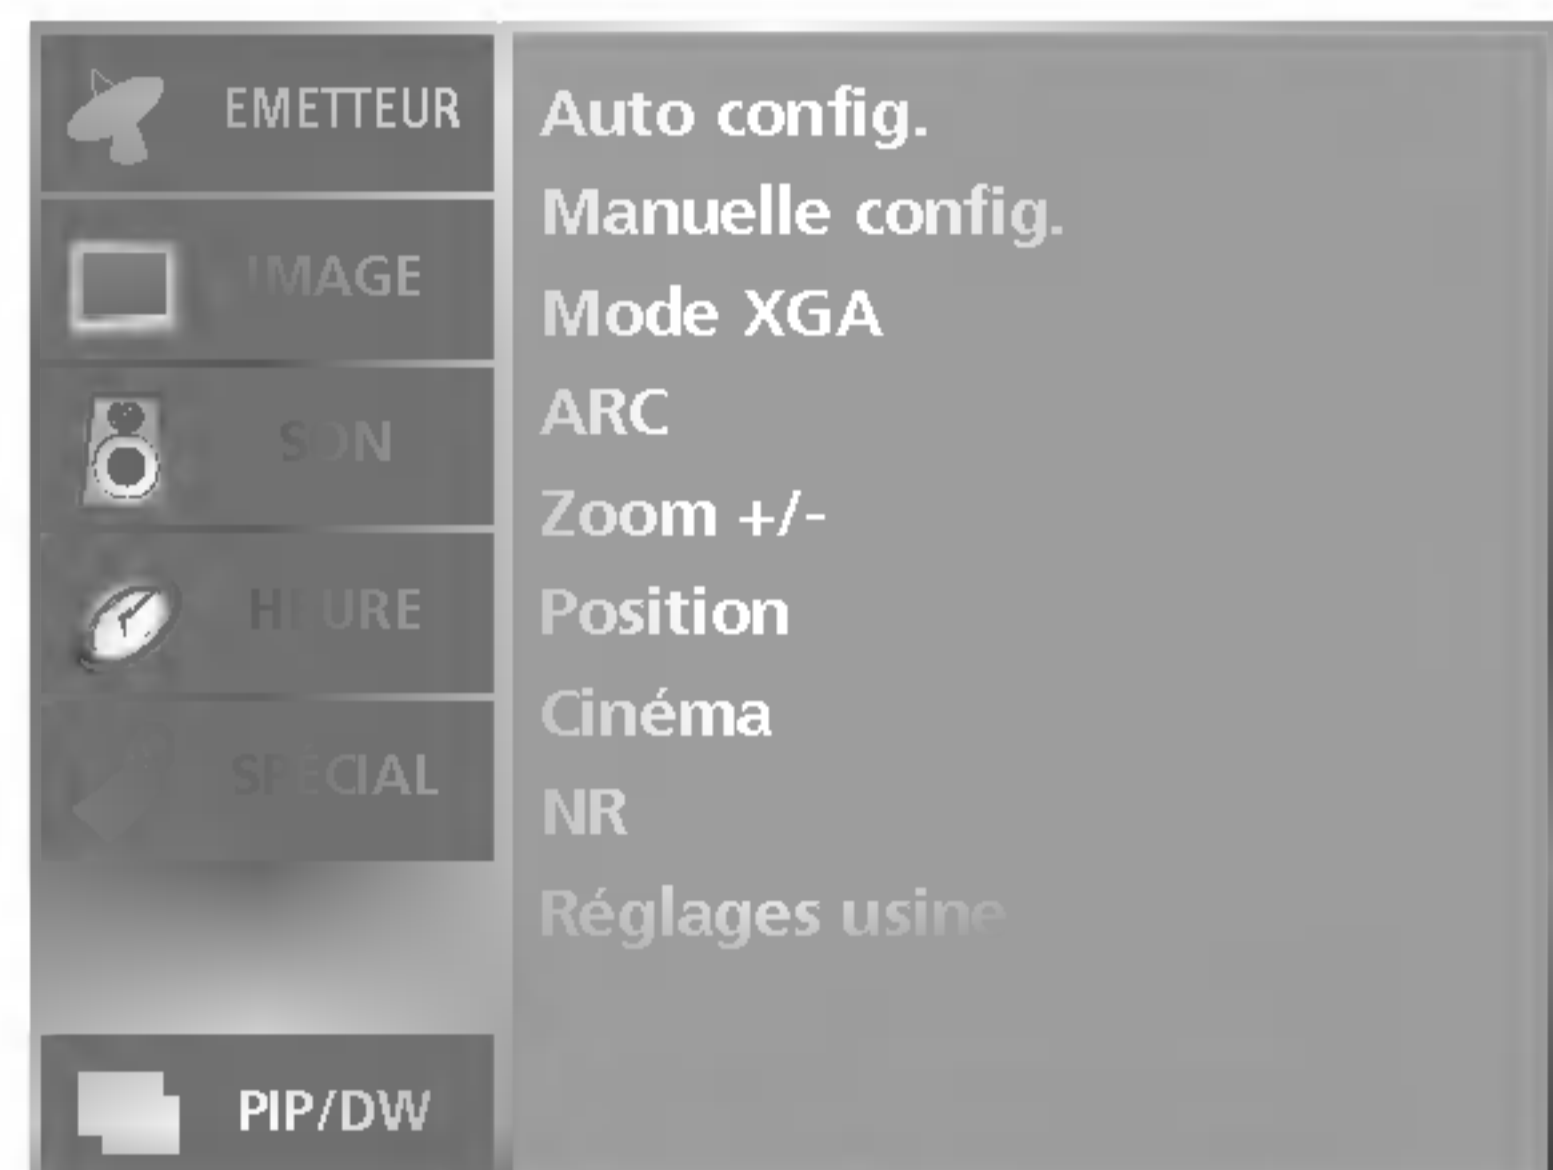 EMETTEUR
IMAGE
SON
HEURE
SPÉCIAL
PIP/DW
Auto config.
Manuelle config.
Mode XGA
ARC
Zoom +/-
Position
Cinéma
NR
Réglages usine